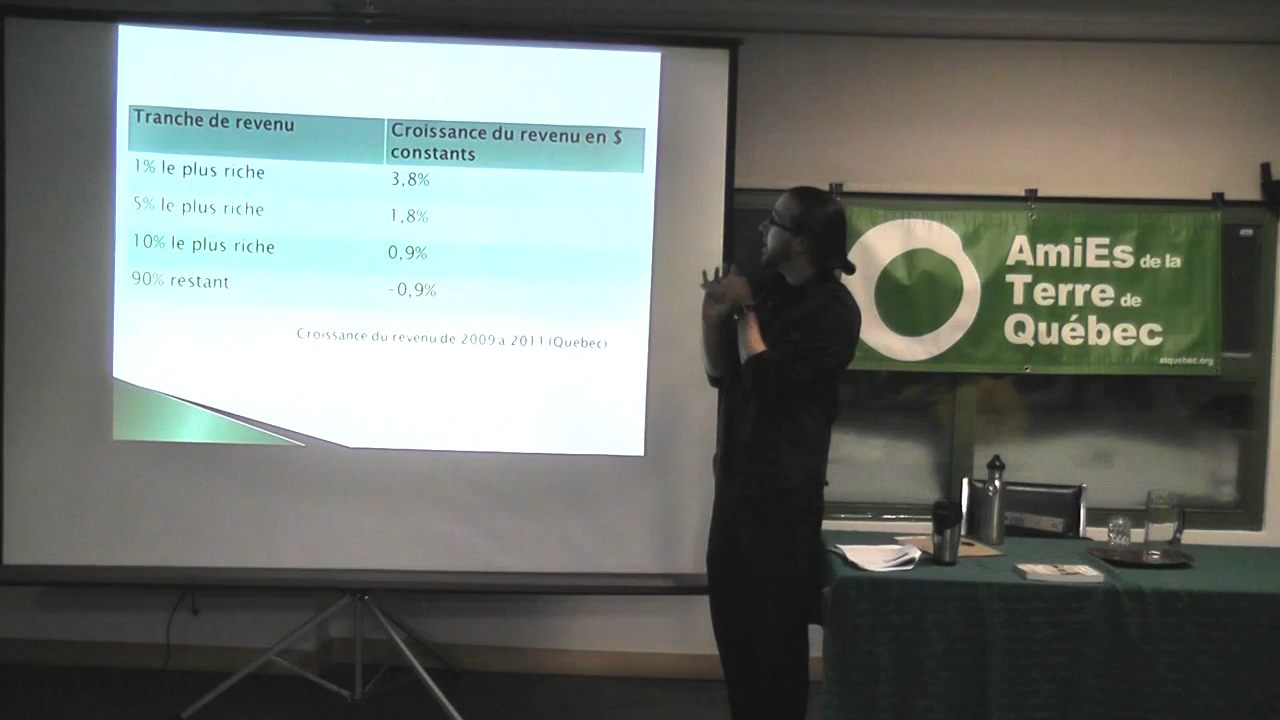 Tranche de revenu
Croissance du revenu en $
constants
1% le plus riche
3,8%
5% le plus riche
1,8%
10% le plus riche
0,9%
90% restant
-0,9%
Croissance du revenu de 2009 a 2011 (Quebec)
AmiEs de la
Terre de
Québec
atquebec.org